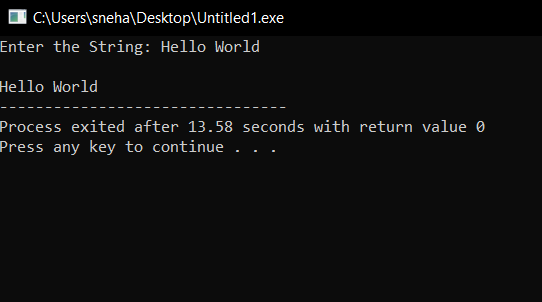 C:\Users\sneha\Desktop\Untitled1.exe
Enter the String: Hello World
Hello World
--------------------------------
Process exited after 13.58 seconds with return value 0
Press any key to continue . . .